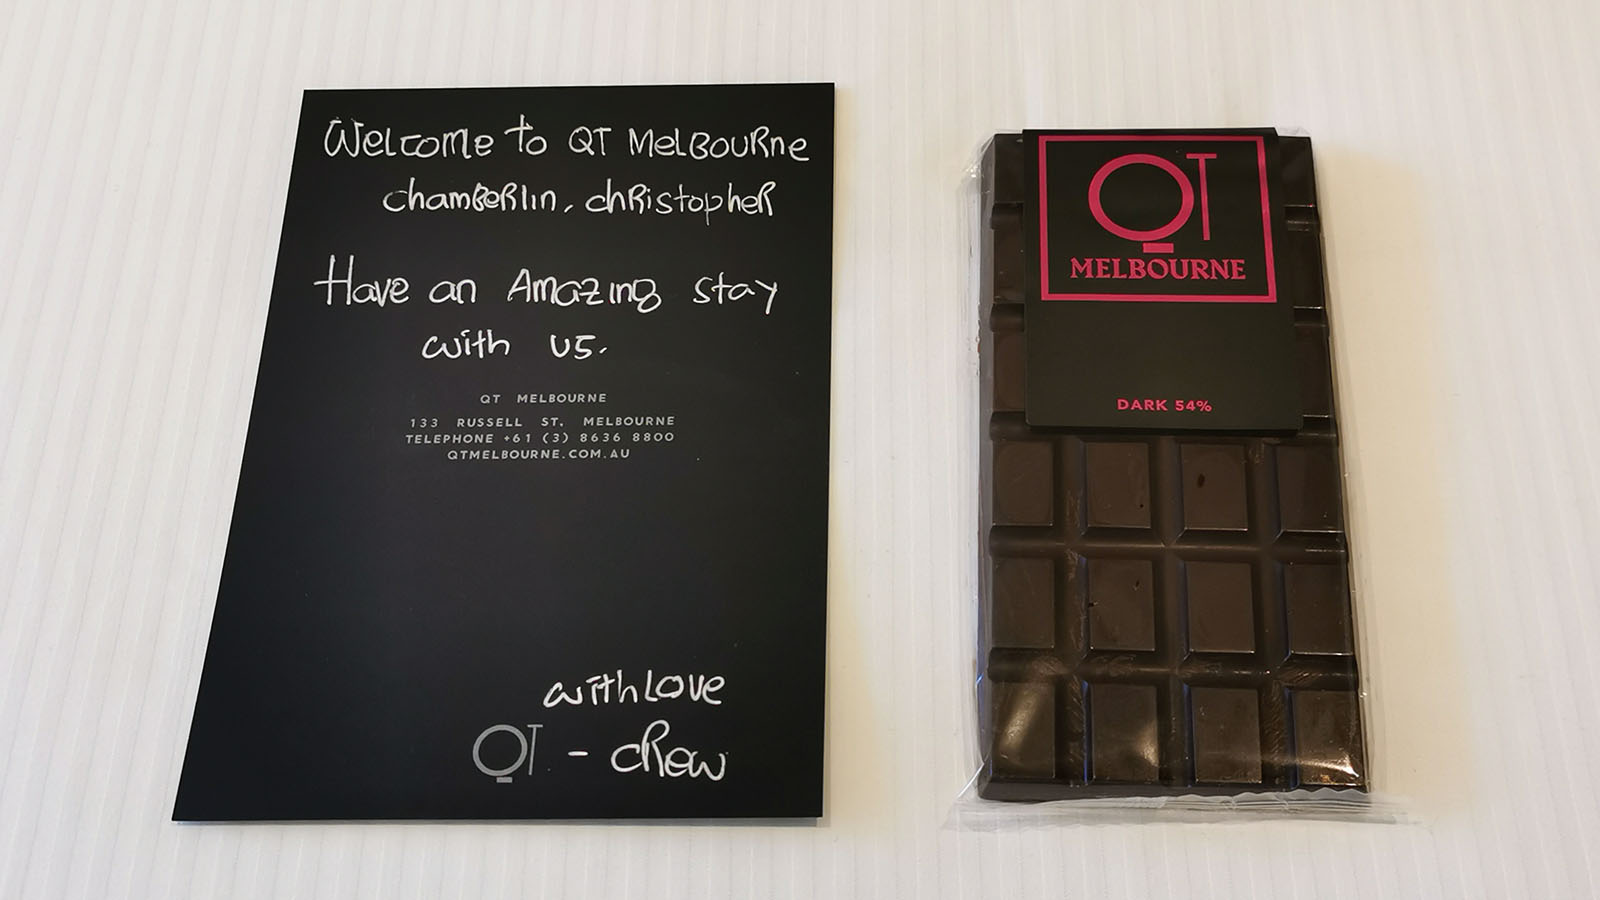 Welcome to QT Melbourne
Chamberlin, Christopher
Have an Amazing stay
with us.
QT MELBOURNE
133 RUSSELL ST, MELBOURNE
TELEPHONE +61 (3) 8636 8800
QTMELBOURNE.COM.AU
with Love
QT - Crew
QT
MELBOURNE
DARK 54%